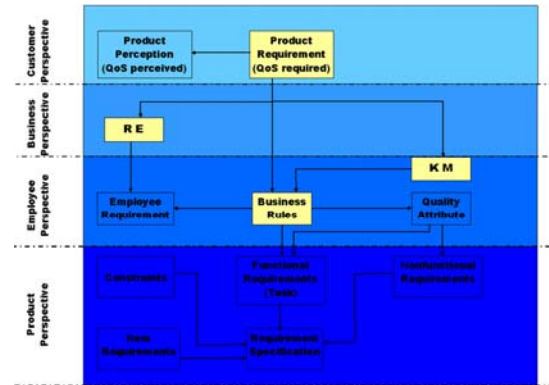 Customer
Perspective
Product
Perception
(QoS perceived)
Product
Requirement
(QoS required)
Business
Perspective
R E
K M
Employee
Perspective
Employee
Requirement
Business
Rules
Quality
Attribute
Product
Perspective
Constraints
Functional
Requirements
(Task)
Nonfunctional
Requirements
Requirements
Requirement
Specification